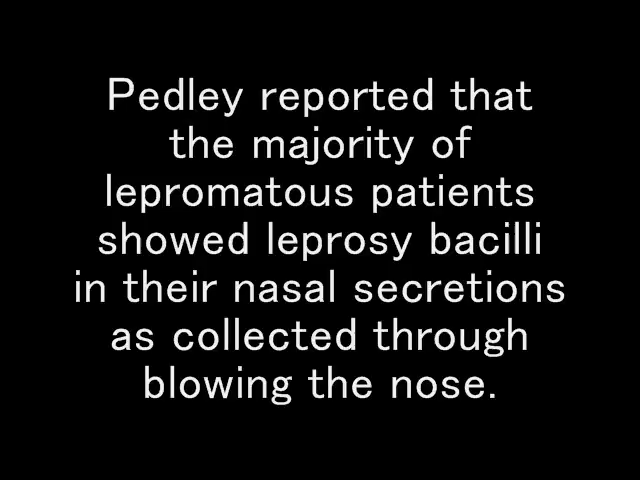 Pedley reported that
the majority of
lepromatous patients
showed leprosy bacilli
in their nasal secretions
as collected through
blowing the nose.